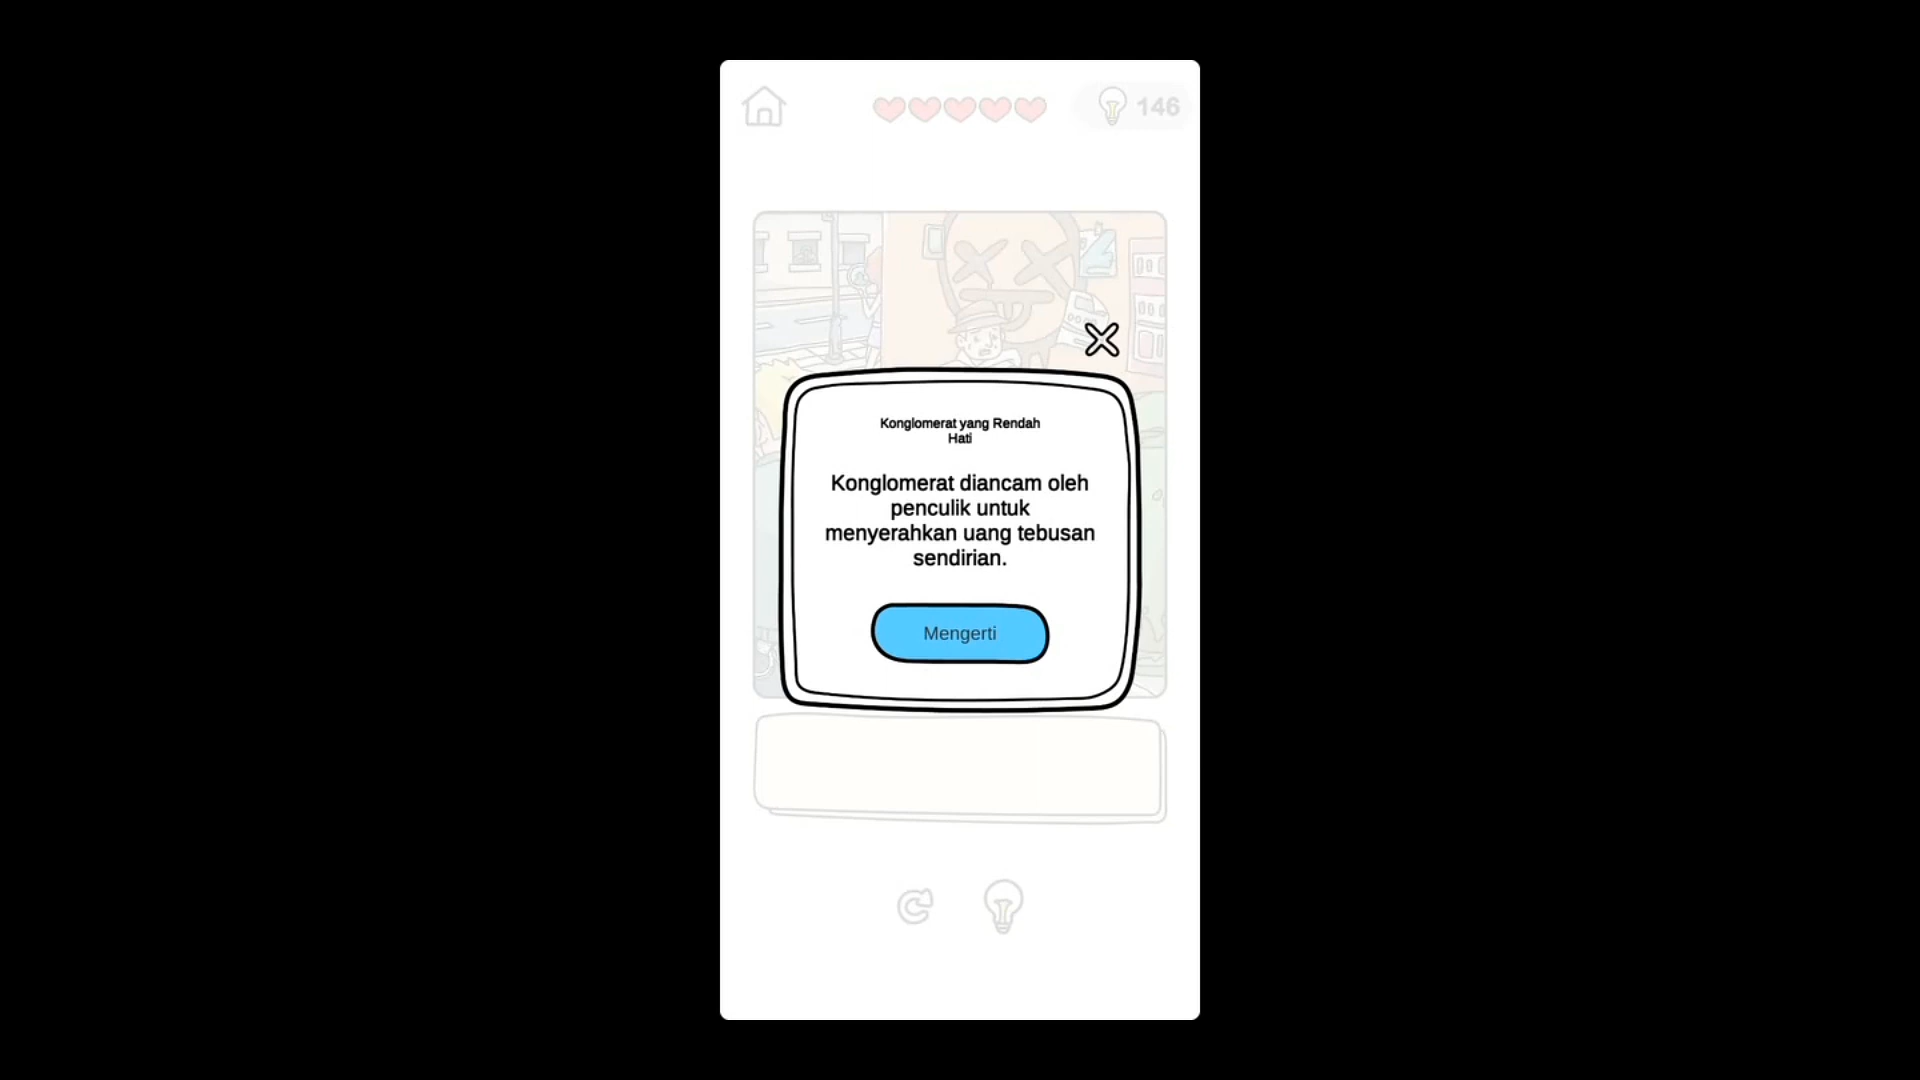 146
Konglomerat yang Rendah
Hati
Konglomerat diancam oleh
penculik untuk
menyerahkan uang tebusan
sendirian.
Mengerti